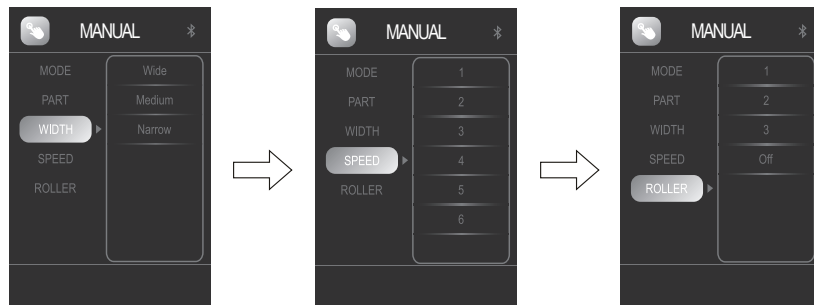 MANUAL
MODE
PART
WIDTH
SPEED
ROLLER
Wide
Medium
Narrow
MANUAL
MODE
PART
WIDTH
SPEED
ROLLER
1
2
3
4
5
6
MANUAL
MODE
PART
WIDTH
SPEED
ROLLER
1
2
3
Off